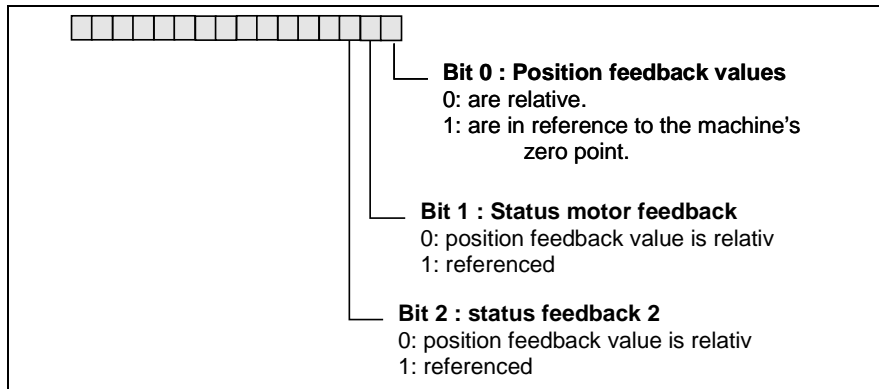 Bit 0 : Position feedback values
0: are relative.
1: are in reference to the machine's
zero point.
Bit 1 : Status motor feedback
0: position feedback value is relativ
1: referenced
Bit 2 : status feedback 2
0: position feedback value is relativ
1: referenced